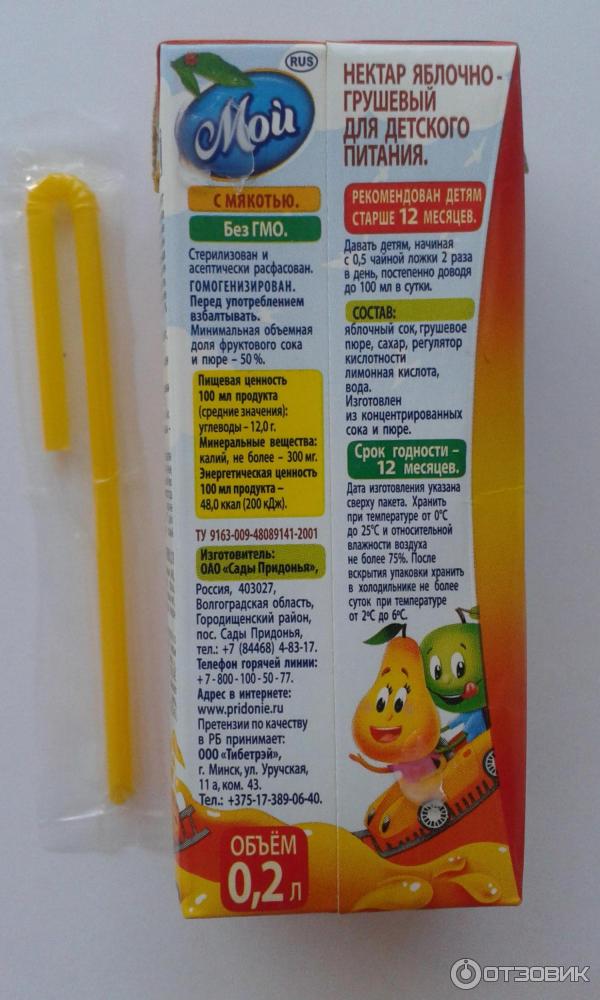 RUS
Мой
С МЯКОТЬЮ.
Без ГМО.
Стерилизован и
асептически расфасован.
ГОМОГЕНИЗИРОВАН.
Перед употреблением
взбалтывать.
Минимальная объемная
доля фруктового сока
и пюре – 50 %.
Пищевая ценность
100 мл продукта
(средние значения):
углеводы – 12,0 г.
Минеральные вещества:
калий, не более – 300 мг.
Энергетическая ценность
100 мл продукта –
48,0 ккал (200 кДж).
ТУ 9163-009-48089141-2001
Изготовитель:
ОАО «Сады Придонья»,
Россия, 403027,
Волгоградская область,
Городищенский район,
пос. Сады Придонья,
тел.: +7 (84468) 4-83-17.
Телефон горячей линии:
+7-800-100-50-77.
Адрес в интернете:
www.pridonie.ru
Претензии по качеству
в РБ принимает:
ООО «Тибетрэй»,
г. Минск, ул. Уручская,
11 а, ком. 43.
Тел.: +375-17-389-06-40.
ОБЪЁМ
0,2 л
НЕКТАР ЯБЛОЧНО-
ГРУШЕВЫЙ
ДЛЯ ДЕТСКОГО
ПИТАНИЯ.
РЕКОМЕНДОВАН ДЕТЯМ
СТАРШЕ 12 МЕСЯЦЕВ.
Давать детям, начиная
с 0,5 чайной ложки 2 раза
в день, постепенно доводя
до 100 мл в сутки.
СОСТАВ:
яблочный сок, грушевое
пюре, сахар, регулятор
кислотности
лимонная кислота,
вода.
Изготовлен
из концентрированных
сока и пюре.
Срок годности –
12 месяцев.
Дата изготовления указана
сверху пакета. Хранить
при температуре от 0°C
до 25°C и относительной
влажности воздуха
не более 75%. После
вскрытия упаковки хранить
в холодильнике не более
суток при температуре
от 2°C до 6°C.
ОТЗОВИК